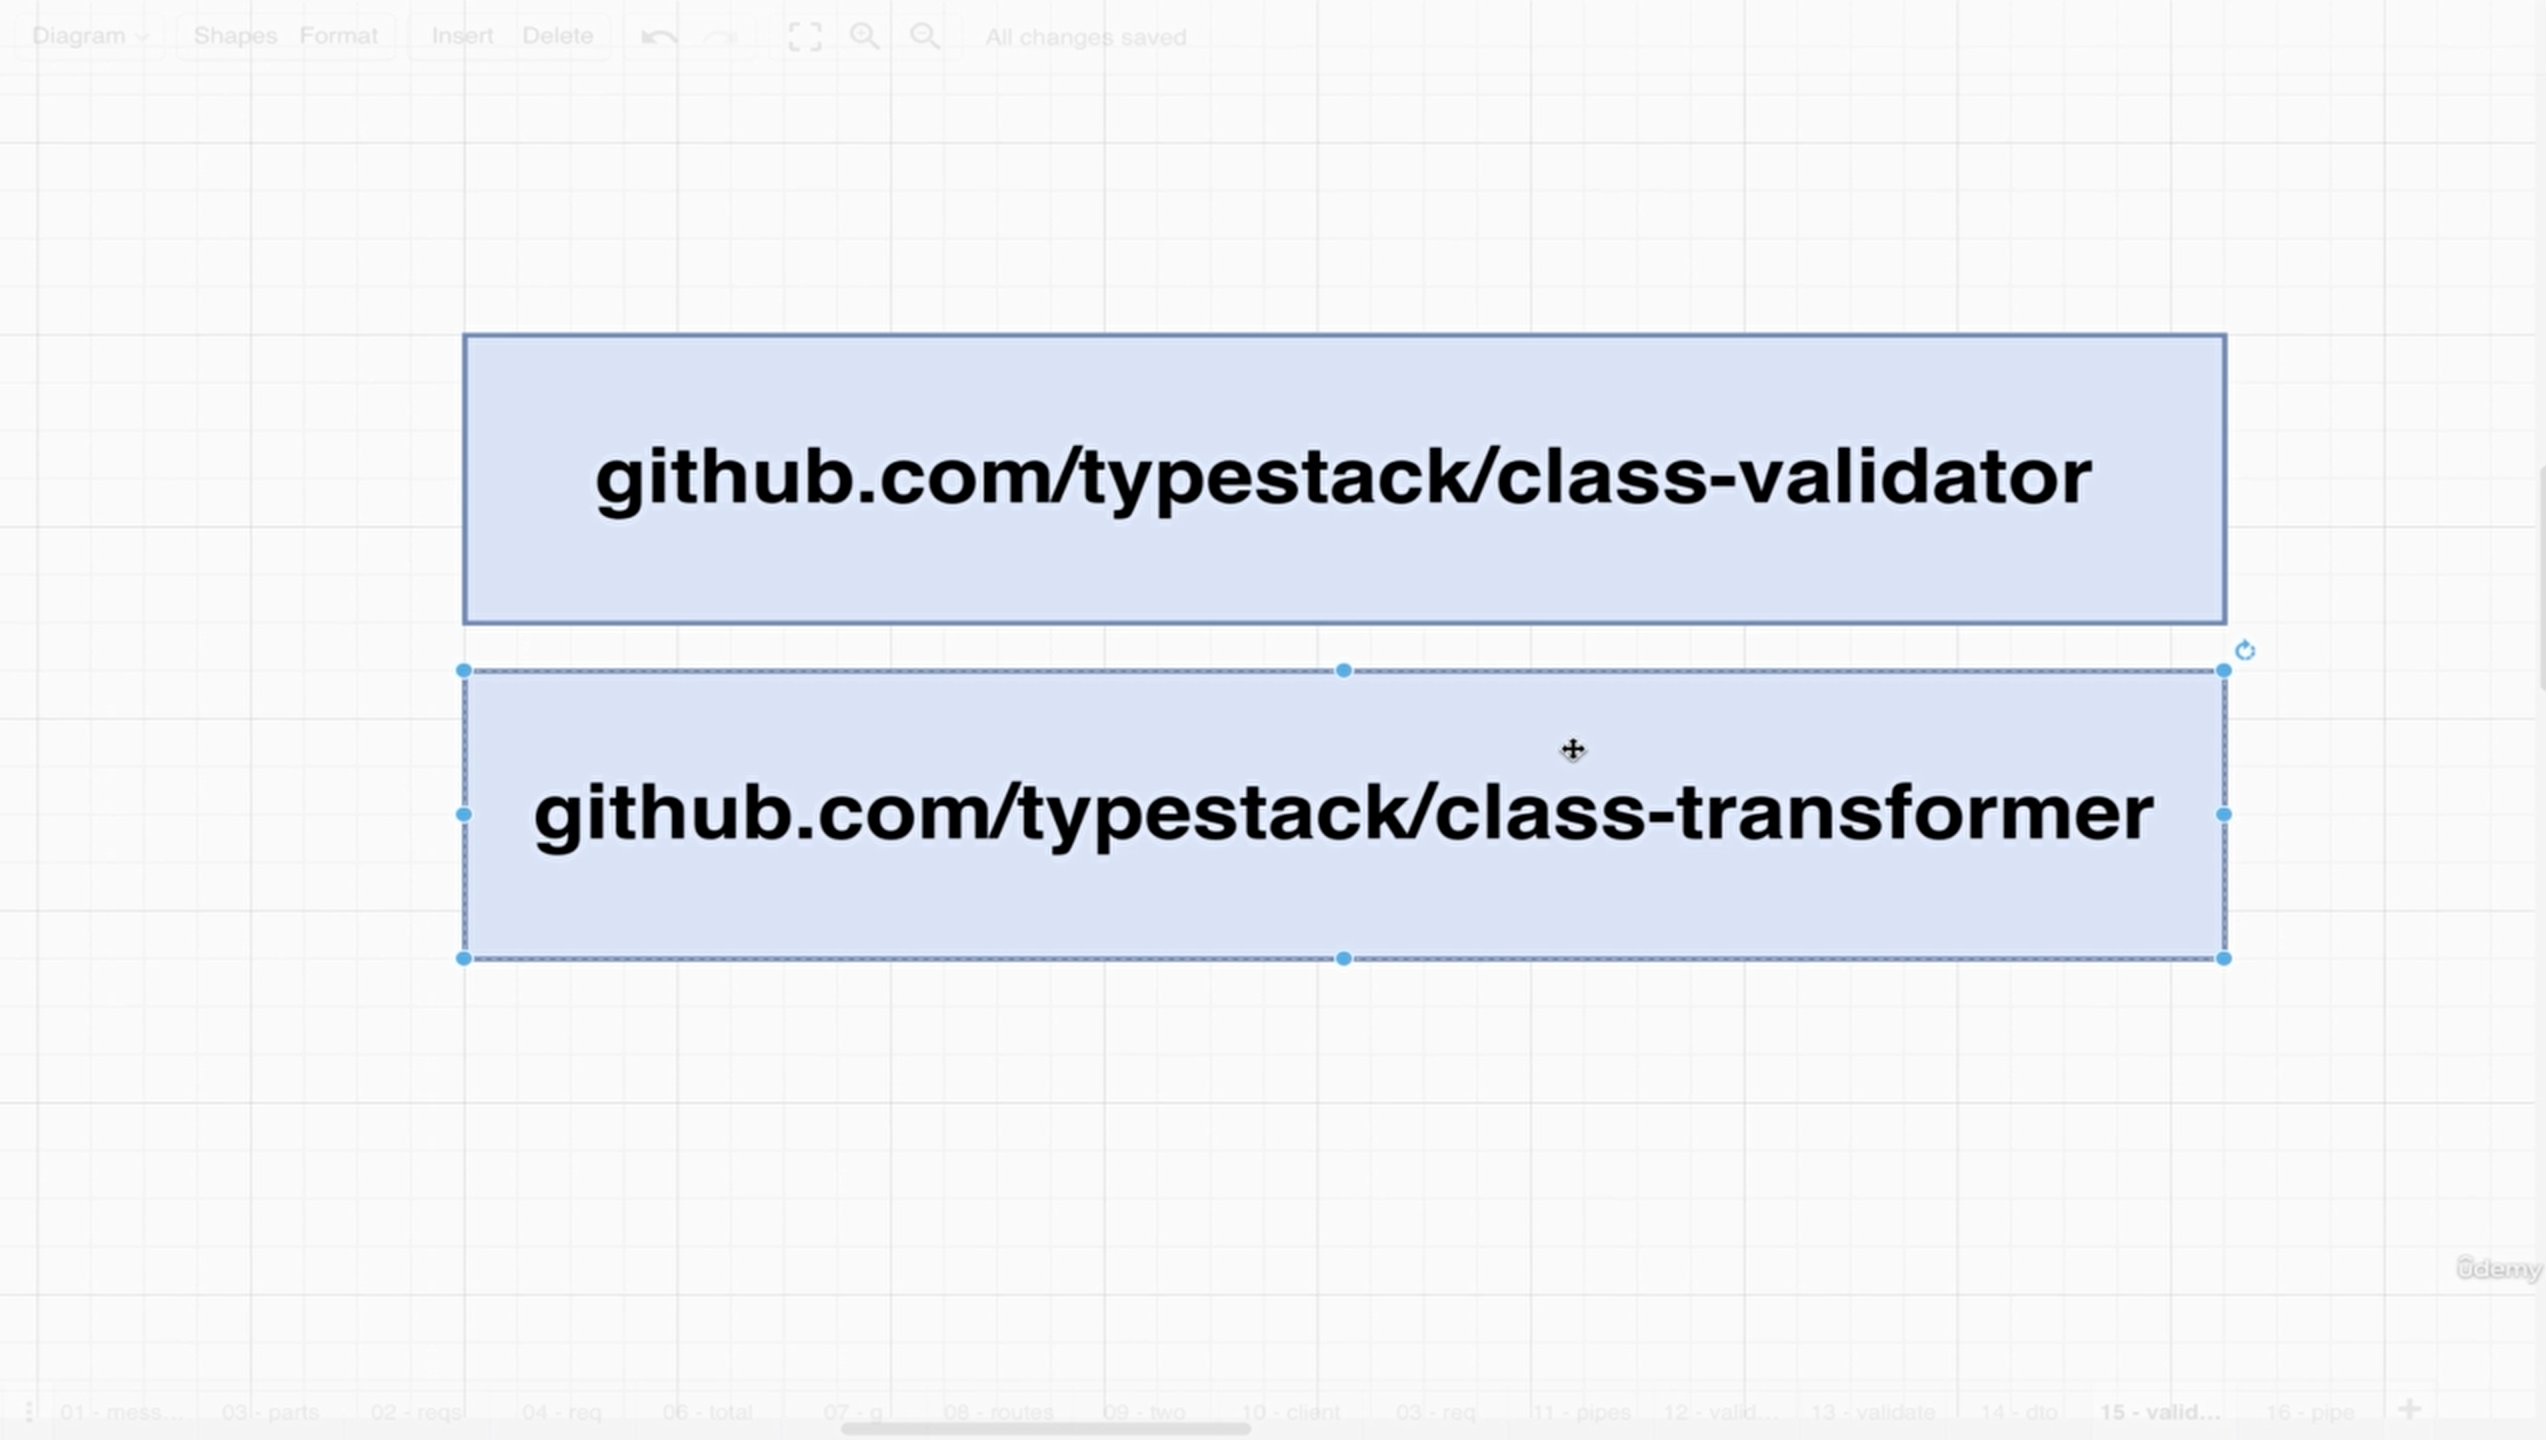 Diagram
Shapes Format
Insert Delete
All changes saved
github.com/typestack/class-validator
github.com/typestack/class-transformer
ûdemy
01 - mess...
03 - parts
02 - reqs
04 - req
06 - total
07 - g
08 - routes
09 - two
10 - client
03 - req
11 - pipes
12 - valid...
13 - validate
14 - dto
15 - valid...
16 - pipe